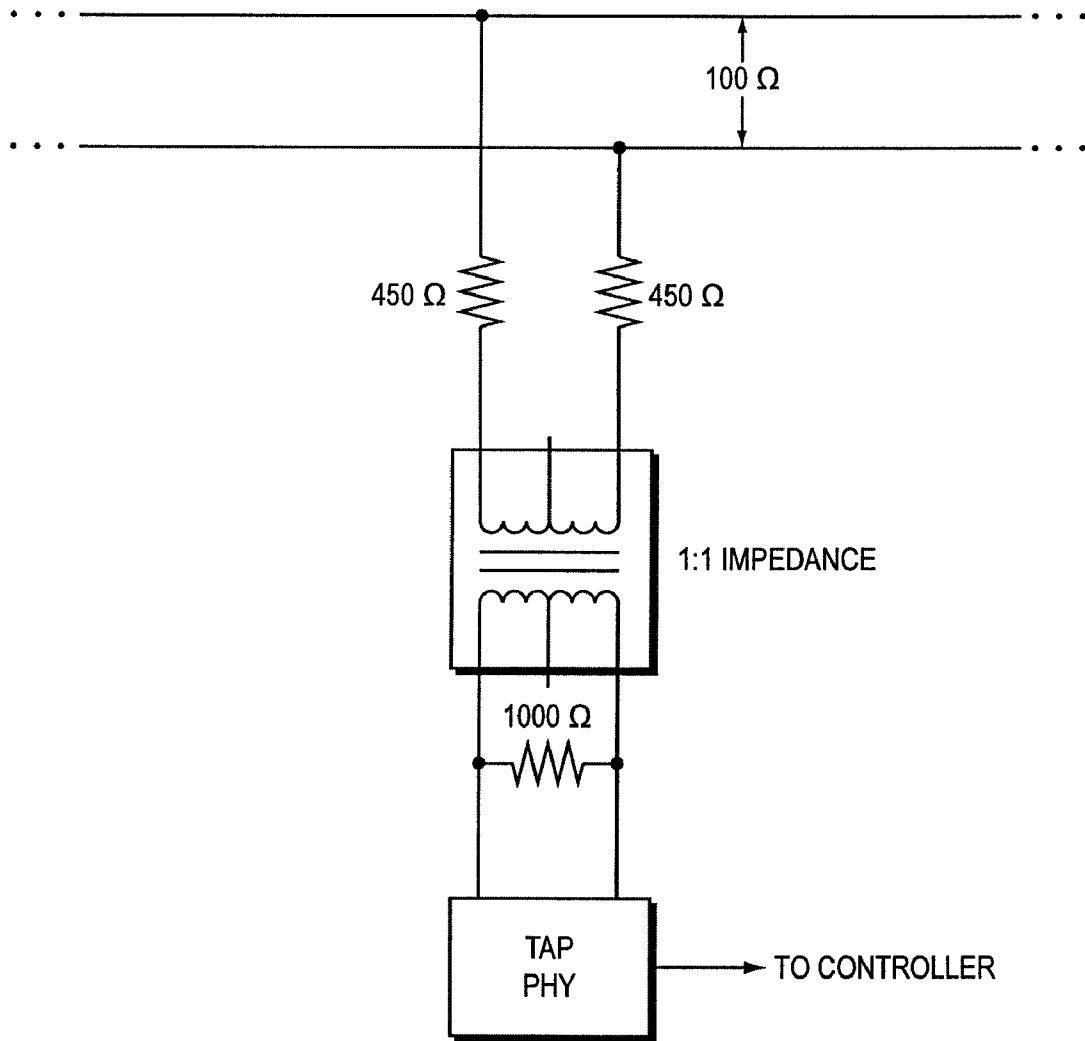 100 Ω
450 Ω
450 Ω
1:1 IMPEDANCE
1000 Ω
TAP
PHY
TO CONTROLLER